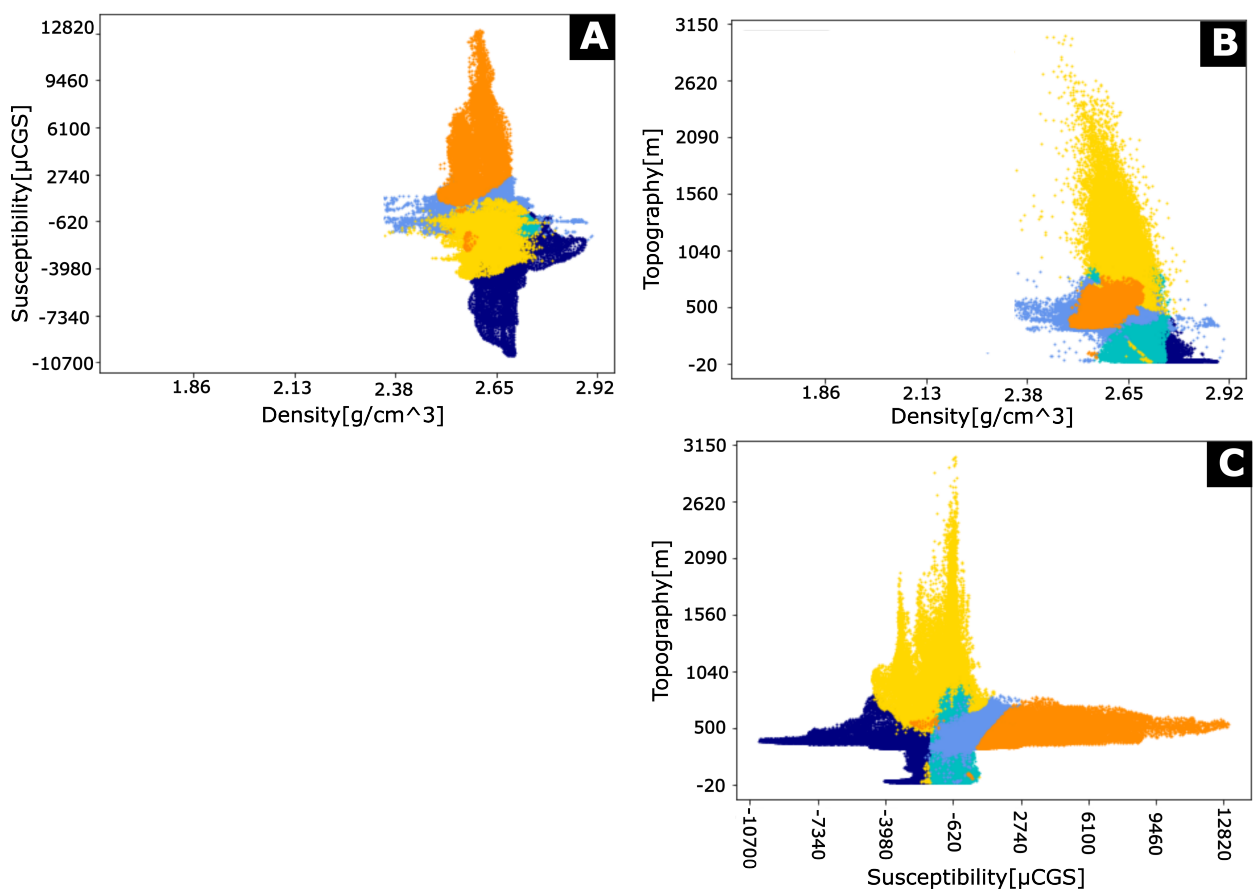 A
12820
9460
6100
2740
-620
-3980
-7340
-10700
Susceptibility[µCGS]
1.86 2.13 2.38 2.65 2.92
Density[g/cm^3]
B
3150
2620
2090
1560
1040
500
-20
Topography[m]
1.86 2.13 2.38 2.65 2.92
Density[g/cm^3]
C
3150
2620
2090
1560
1040
500
-20
Topography[m]
-10700 -7340 -3980 -620 2740 6100 9460 12820
Susceptibility[µCGS]